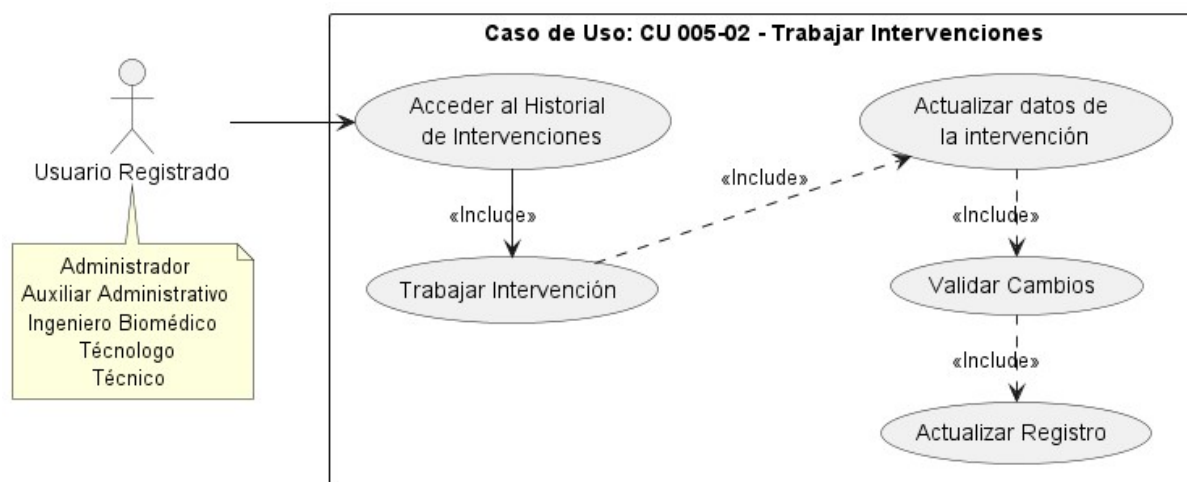 Caso de Uso: CU 005-02 - Trabajar Intervenciones
Usuario Registrado
Administrador
Auxiliar Administrativo
Ingeniero Biomédico
Técnologo
Técnico
Acceder al Historial
de Intervenciones
«Include»
Trabajar Intervención
«Include»
Actualizar datos de
la intervención
«Include»
Validar Cambios
«Include»
Actualizar Registro